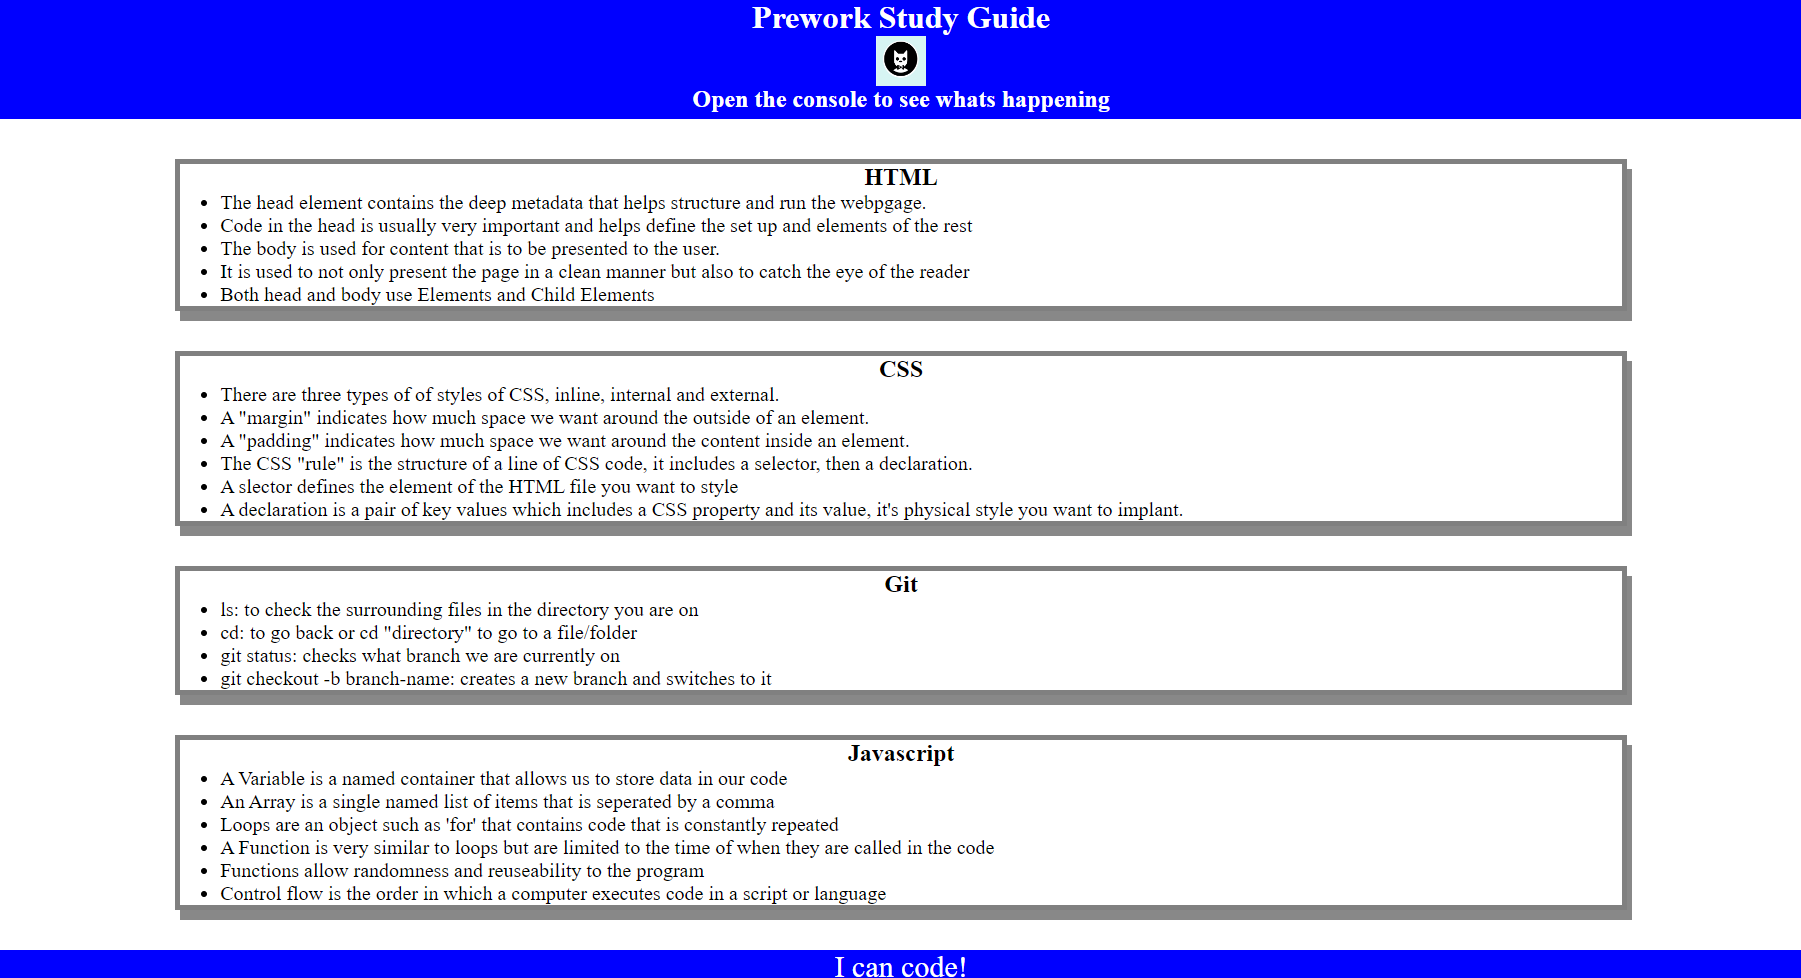 Prework Study Guide
Open the console to see whats happening
HTML
The head element contains the deep metadata that helps structure and run the webpgage.
Code in the head is usually very important and helps define the set up and elements of the rest
The body is used for content that is to be presented to the user.
It is used to not only present the page in a clean manner but also to catch the eye of the reader
Both head and body use Elements and Child Elements
CSS
There are three types of of styles of CSS, inline, internal and external.
A "margin" indicates how much space we want around the outside of an element.
A "padding" indicates how much space we want around the content inside an element.
The CSS "rule" is the structure of a line of CSS code, it includes a selector, then a declaration.
A slector defines the element of the HTML file you want to style
A declaration is a pair of key values which includes a CSS property and its value, it's physical style you want to implant.
Git
ls: to check the surrounding files in the directory you are on
cd: to go back or cd "directory" to go to a file/folder
git status: checks what branch we are currently on
git checkout -b branch-name: creates a new branch and switches to it
Javascript
A Variable is a named container that allows us to store data in our code
An Array is a single named list of items that is seperated by a comma
Loops are an object such as 'for' that contains code that is constantly repeated
A Function is very similar to loops but are limited to the time of when they are called in the code
Functions allow randomness and reuseability to the program
Control flow is the order in which a computer executes code in a script or language
I can code!